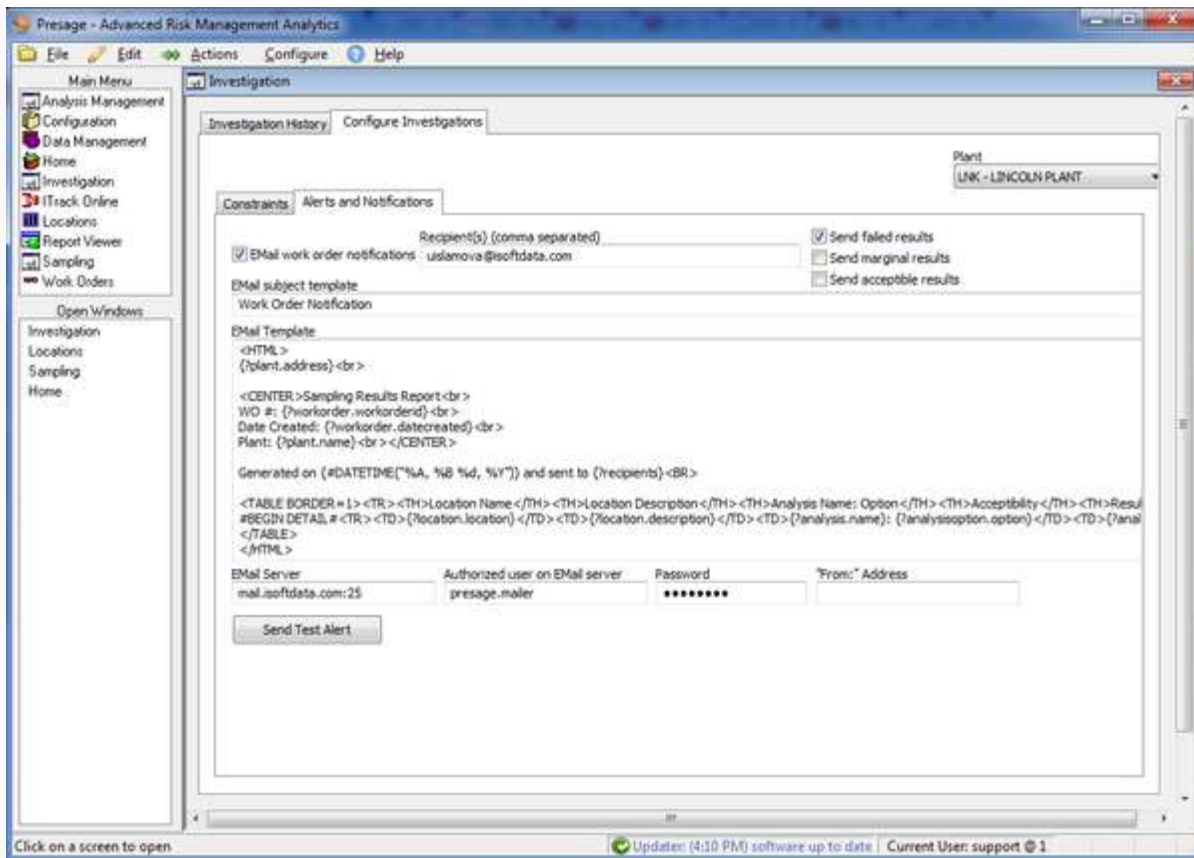 Presage - Advanced Risk Management Analytics
File Edit Actions Configure Help
Main Menu
Analysis Management
Configuration
Data Management
Home
Investigation
ITrack Online
Locations
Report Viewer
Sampling
Work Orders
Open Windows
Investigation
Locations
Sampling
Home
Investigation
Investigation History Configure Investigations
Plant
LNK - LINCOLN PLANT
Constraints Alerts and Notifications
Recipient(s) (comma separated)
EMail work order notifications uislamova@isoftdata.com
Send failed results
Send marginal results
Send acceptible results
EMail subject template
Work Order Notification
EMail Template
<HTML>
{?plant.address}<br>
<CENTER>Sampling Results Report<br>
WO #: {?workorder.workorderid}<br>
Date Created: {?workorder.datecreated}<br>
Plant: {?plant.name}<br></CENTER>
Generated on {#DATETIME("%A, %B %d, %Y")} and sent to {?recipients}<BR>
<TABLE BORDER=1><TR><TH>Location Name</TH><TH>Location Description</TH><TH>Analysis Name: Option</TH><TH>Acceptibility</TH><TH>Resul
#BEGIN DETAIL#<TR><TD>{?location.location}</TD><TD>{?location.description}</TD><TD>{?analysis.name}: {?analysisoption.option}</TD><TD>{?anal
</TABLE>
</HTML>
EMail Server Authorized user on EMail server Password "From:" Address
mail.isoftdata.com:25 presage.mailer ●●●●●●●●
Send Test Alert
Click on a screen to open
Updater: (4:10 PM) software up to date
Current User: support @ 1